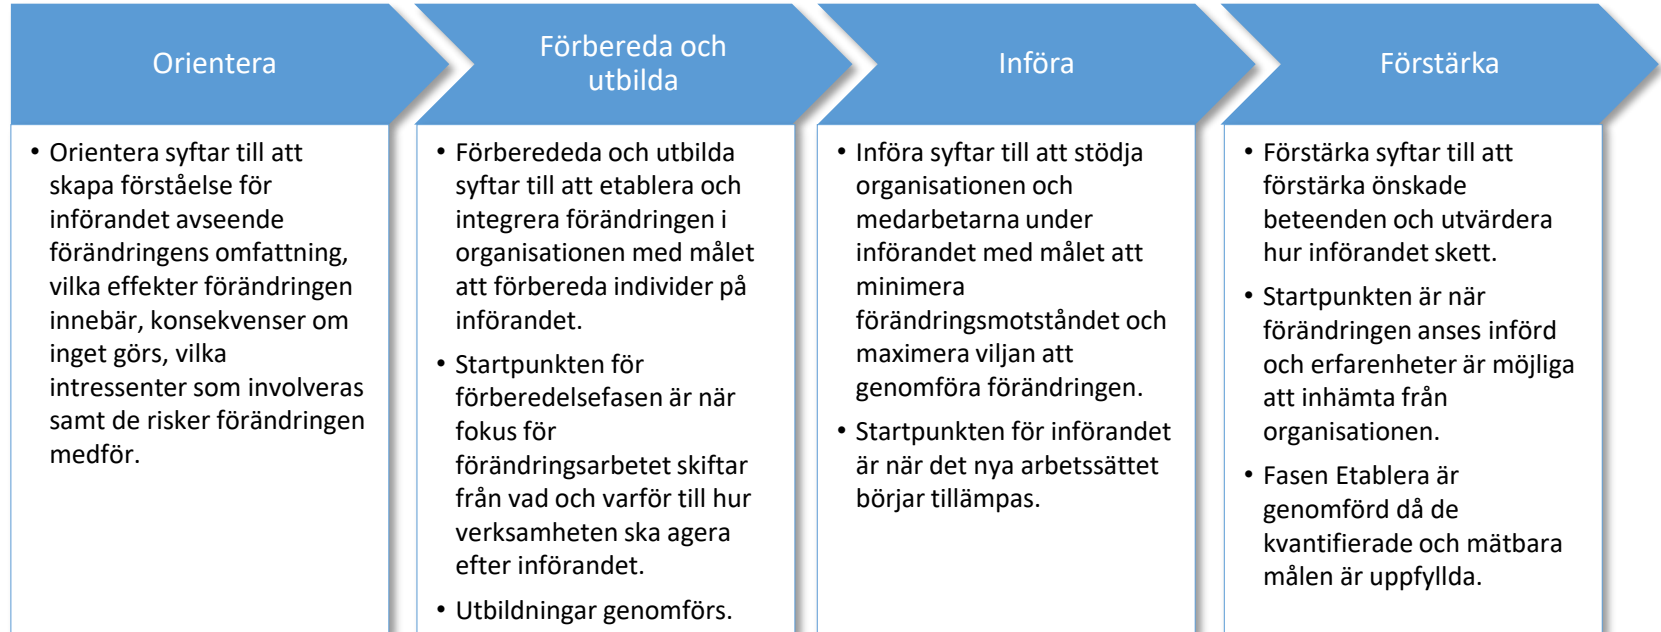 Orientera
• Orientera syftar till att
skapa förståelse för
införandet avseende
förändringens omfattning,
vilka effekter förändringen
innebär, konsekvenser om
inget görs, vilka
intressenter som involveras
samt de risker förändringen
medför.
Förbereda och
utbilda
• Förberededa och utbilda
syftar till att etablera och
integrera förändringen i
organisationen med målet
att förbereda individer på
införandet.
• Startpunkten för
förberedelsefasen är när
fokus för
förändringsarbetet skiftar
från vad och varför till hur
verksamheten ska agera
efter införandet.
• Utbildningar genomförs.
Införa
• Införa syftar till att stödja
organisationen och
medarbetarna under
införandet med målet att
minimera
förändringsmotståndet och
maximera viljan att
genomföra förändringen.
• Startpunkten för införandet
är när det nya arbetssättet
börjar tillämpas.
Förstärka
• Förstärka syftar till att
förstärka önskade
beteenden och utvärdera
hur införandet skett.
• Startpunkten är när
förändringen anses införd
och erfarenheter är möjliga
att inhämta från
organisationen.
• Fasen Etablera är
genomförd då de
kvantifierade och mätbara
målen är uppfyllda.